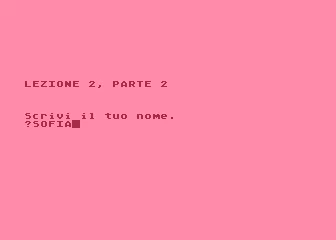 LEZIONE 2, PARTE 2
Scrivi il tuo nome.
?SOFIA